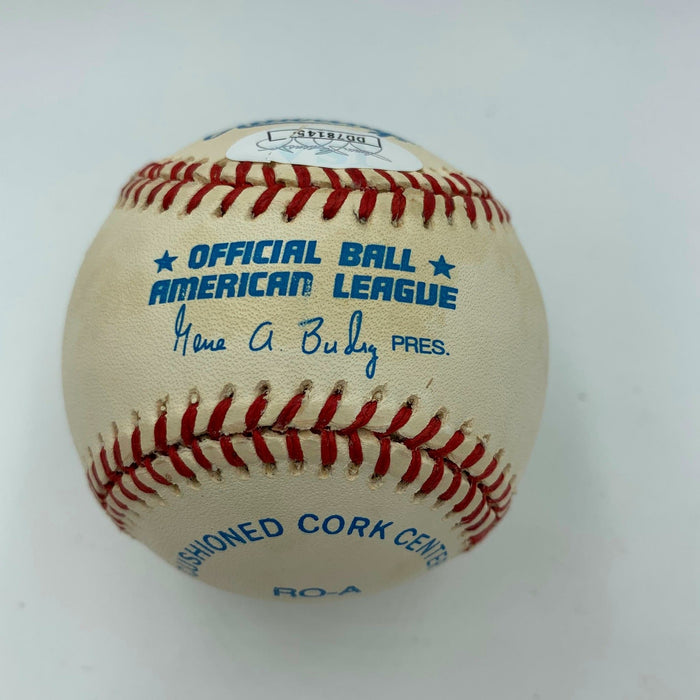 DD78145
★ OFFICIAL BALL ★
AMERICAN LEAGUE
Gene A Budig PRES.
CUSHIONED CORK CENTER
RO-A